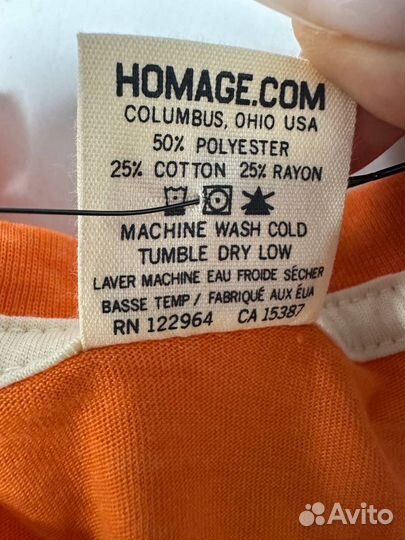 HOMAGE.COM
COLUMBUS, OHIO USA
50% POLYESTER
25% COTTON 25% RAYON
MACHINE WASH COLD
TUMBLE DRY LOW
LAVER MACHINE EAU FROIDE SÉCHER
BASSE TEMP / FABRIQUÉ AUX ÉUA
RN 122964 CA 15387
Avito